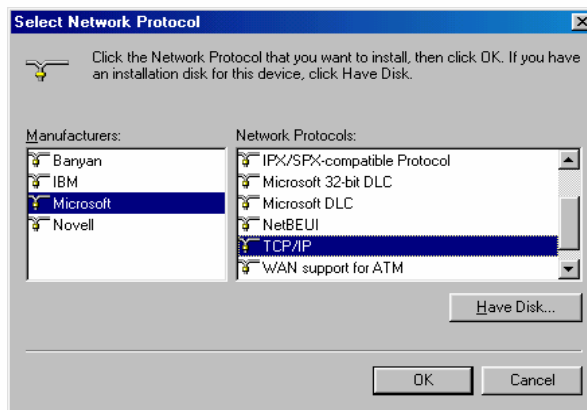 Select Network Protocol
Click the Network Protocol that you want to install, then click OK. If you have
an installation disk for this device, click Have Disk.
Manufacturers:
Banyan
IBM
Microsoft
Novell
Network Protocols:
IPX/SPX-compatible Protocol
Microsoft 32-bit DLC
Microsoft DLC
NetBEUI
TCP/IP
WAN support for ATM
Have Disk...
OK
Cancel